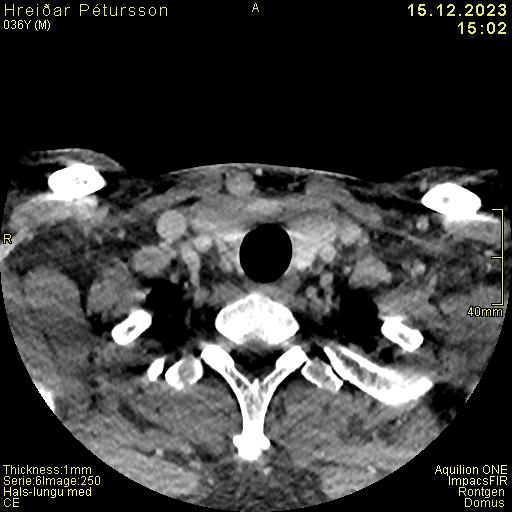 Hreiðar Pétursson
036Y (M)
A
15.12.2023
15:02
R
40mm
Thickness:1mm
Serie:6Image:250
Hals-lungu med
CE
Aquilion ONE
ImpacsFIR
Rontgen
Domus